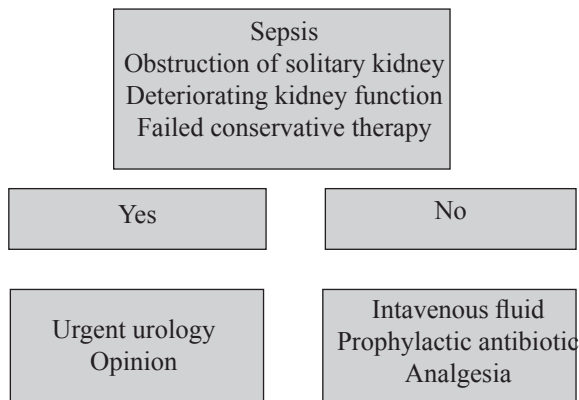 Sepsis
Obstruction of solitary kidney
Deteriorating kidney function
Failed conservative therapy
Yes
No
Urgent urology
Opinion
Intavenous fluid
Prophylactic antibiotic
Analgesia